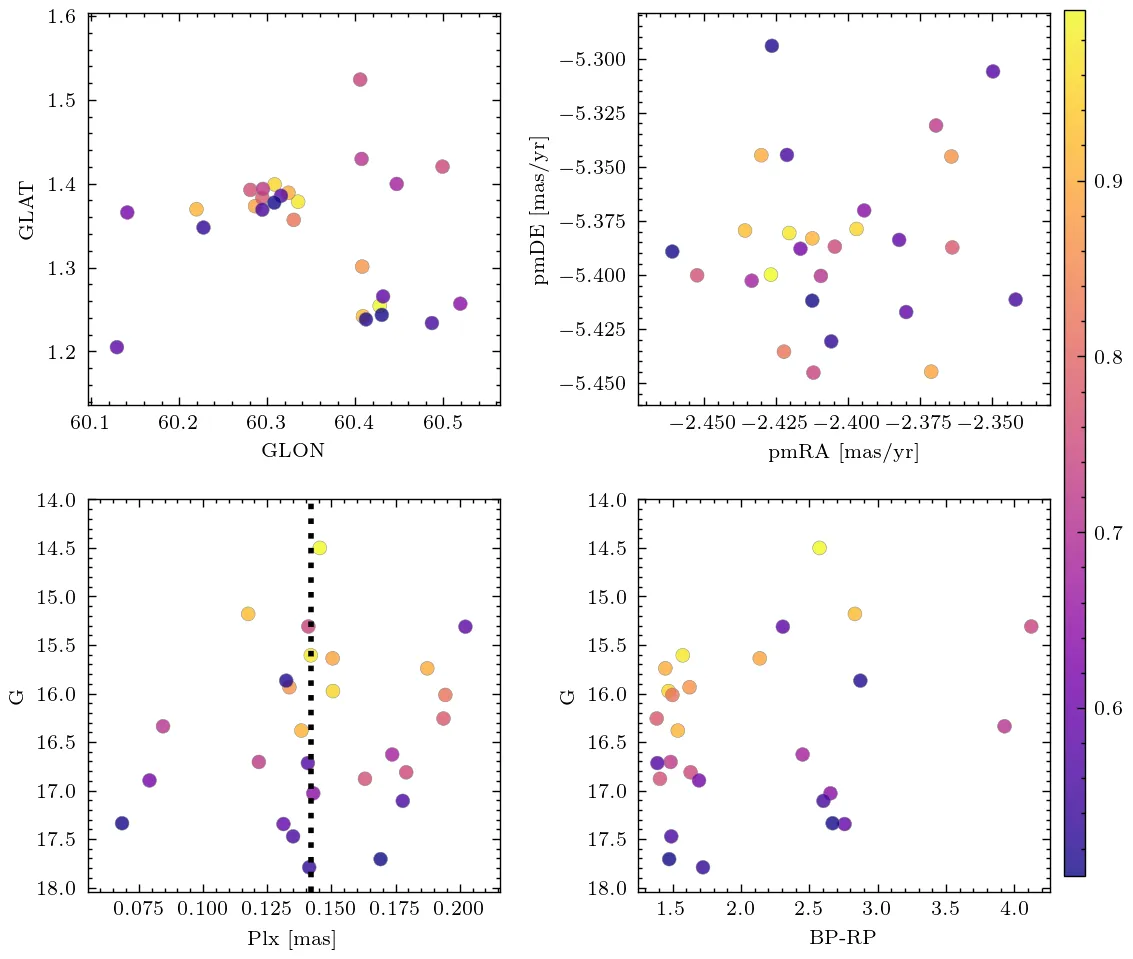 1.6
1.5
1.4
1.3
1.2
GLAT
60.1 60.2 60.3 60.4 60.5
GLON
−5.300
−5.325
−5.350
−5.375
−5.400
−5.425
−5.450
pmDE [mas/yr]
−2.450 −2.425 −2.400 −2.375 −2.350
pmRA [mas/yr]
0.9
0.8
0.7
0.6
14.0
14.5
15.0
15.5
16.0
16.5
17.0
17.5
18.0
G
0.075 0.100 0.125 0.150 0.175 0.200
Plx [mas]
14.0
14.5
15.0
15.5
16.0
16.5
17.0
17.5
18.0
G
1.5 2.0 2.5 3.0 3.5 4.0
BP-RP